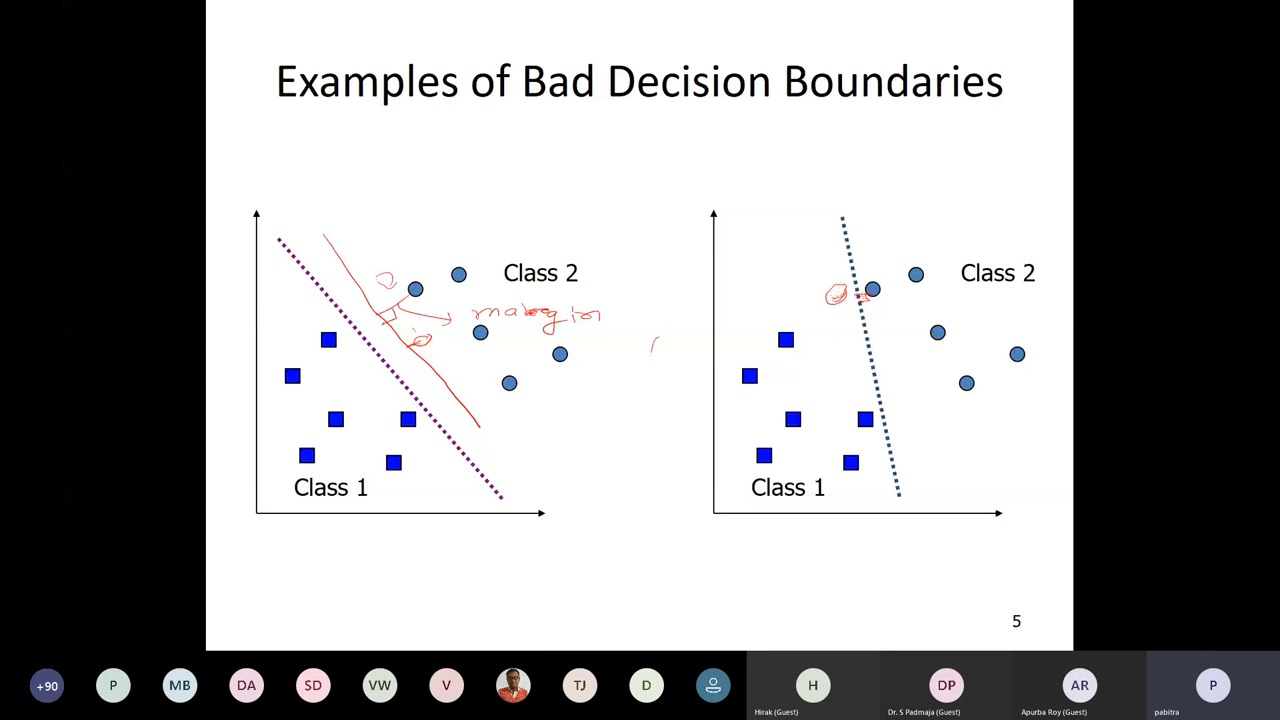 Examples of Bad Decision Boundaries
Class 2
Class 1
Class 2
Class 1
5
+90
P
MB
DA
SD
VW
V
TJ
D
H
Hirak (Guest)
DP
Dr. S Padmaja (Guest)
AR
Apurba Roy (Guest)
P
pabitra